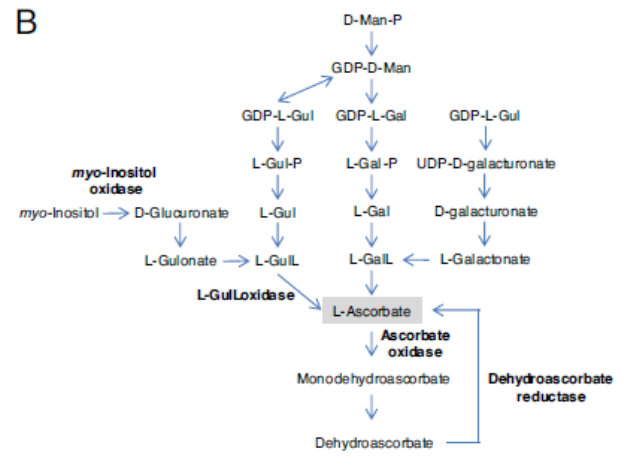 B
D-Man-P
GDP-D-Man
GDP-L-Gul GDP-L-Gal GDP-L-Gul
L-Gul-P L-Gal-P UDP-D-galacturonate
myo-Inositol
oxidase
myo-Inositol D-Glucuronate L-Gul L-Gal D-galacturonate
L-Gulonate L-GulL L-GalL L-Galactonate
L-GulLoxidase
L-Ascorbate
Ascorbate
oxidase
Monodehydroascorbate
Dehydroascorbate
reductase
Dehydroascorbate